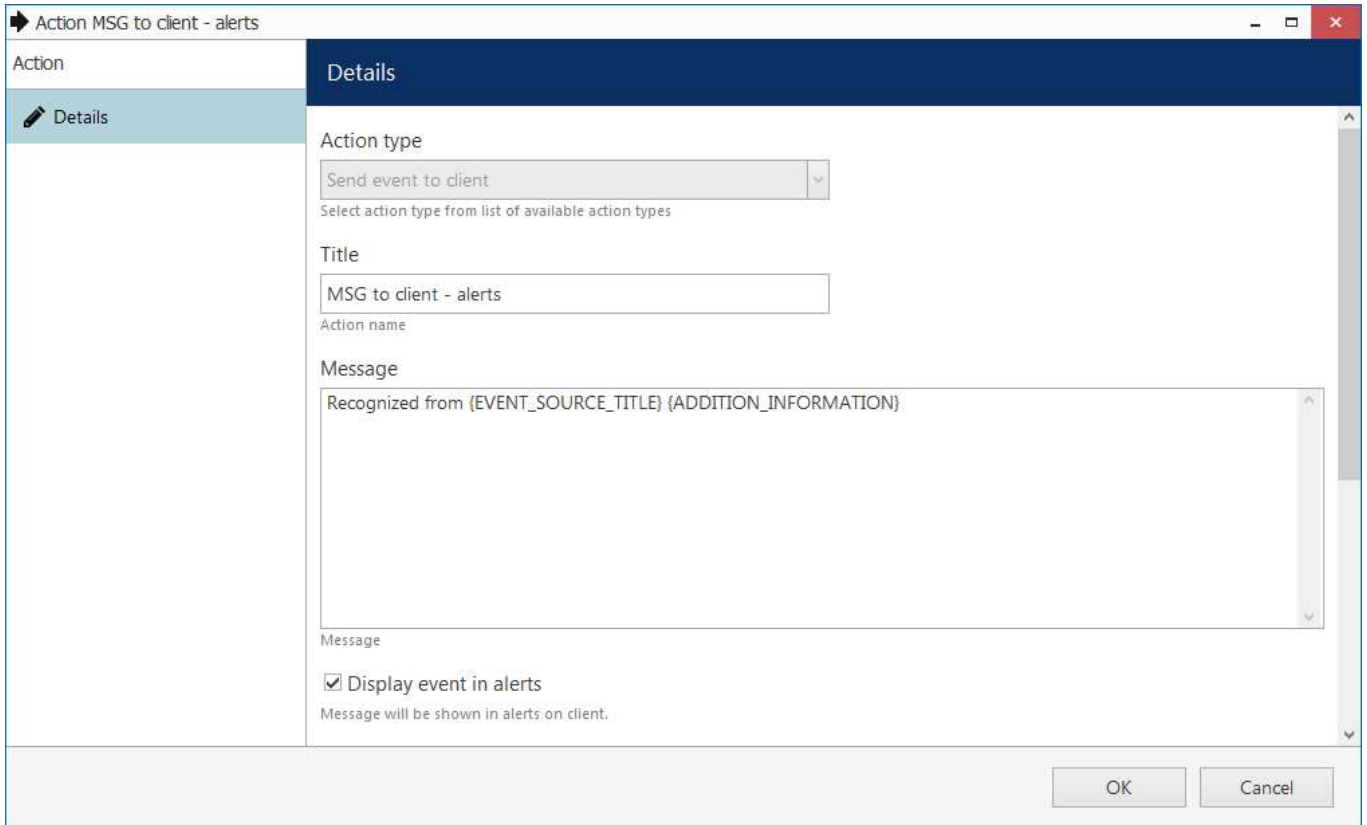 Action MSG to client - alerts
Action
Details
Details
Action type
Send event to client
Select action type from list of available action types
Title
MSG to client - alerts
Action name
Message
Recognized from {EVENT_SOURCE_TITLE} {ADDITION_INFORMATION}
Message
Display event in alerts
Message will be shown in alerts on client.
OK
Cancel